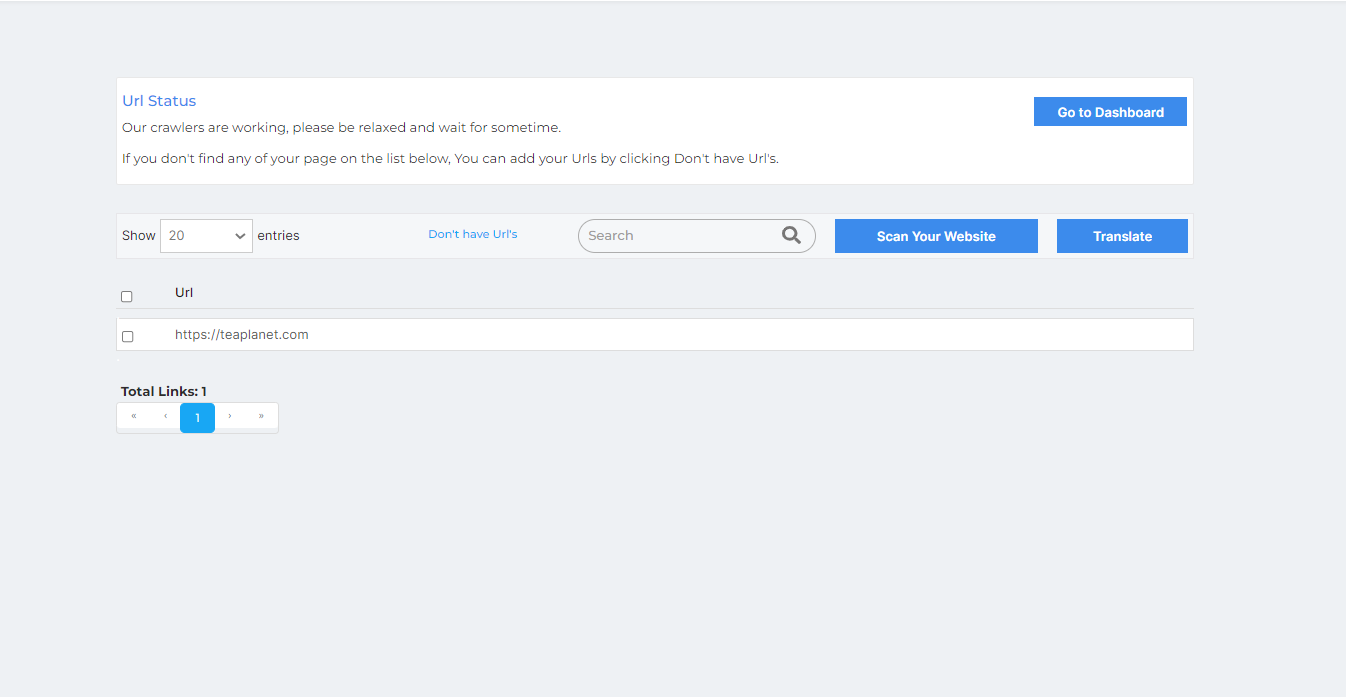 Url Status
Go to Dashboard
Our crawlers are working, please be relaxed and wait for sometime.
If you don't find any of your page on the list below, You can add your Urls by clicking Don't have Url's.
Show 20 entries Don't have Url's Search Scan Your Website Translate
Url
https://teaplanet.com
Total Links: 1
« ‹ 1 › »